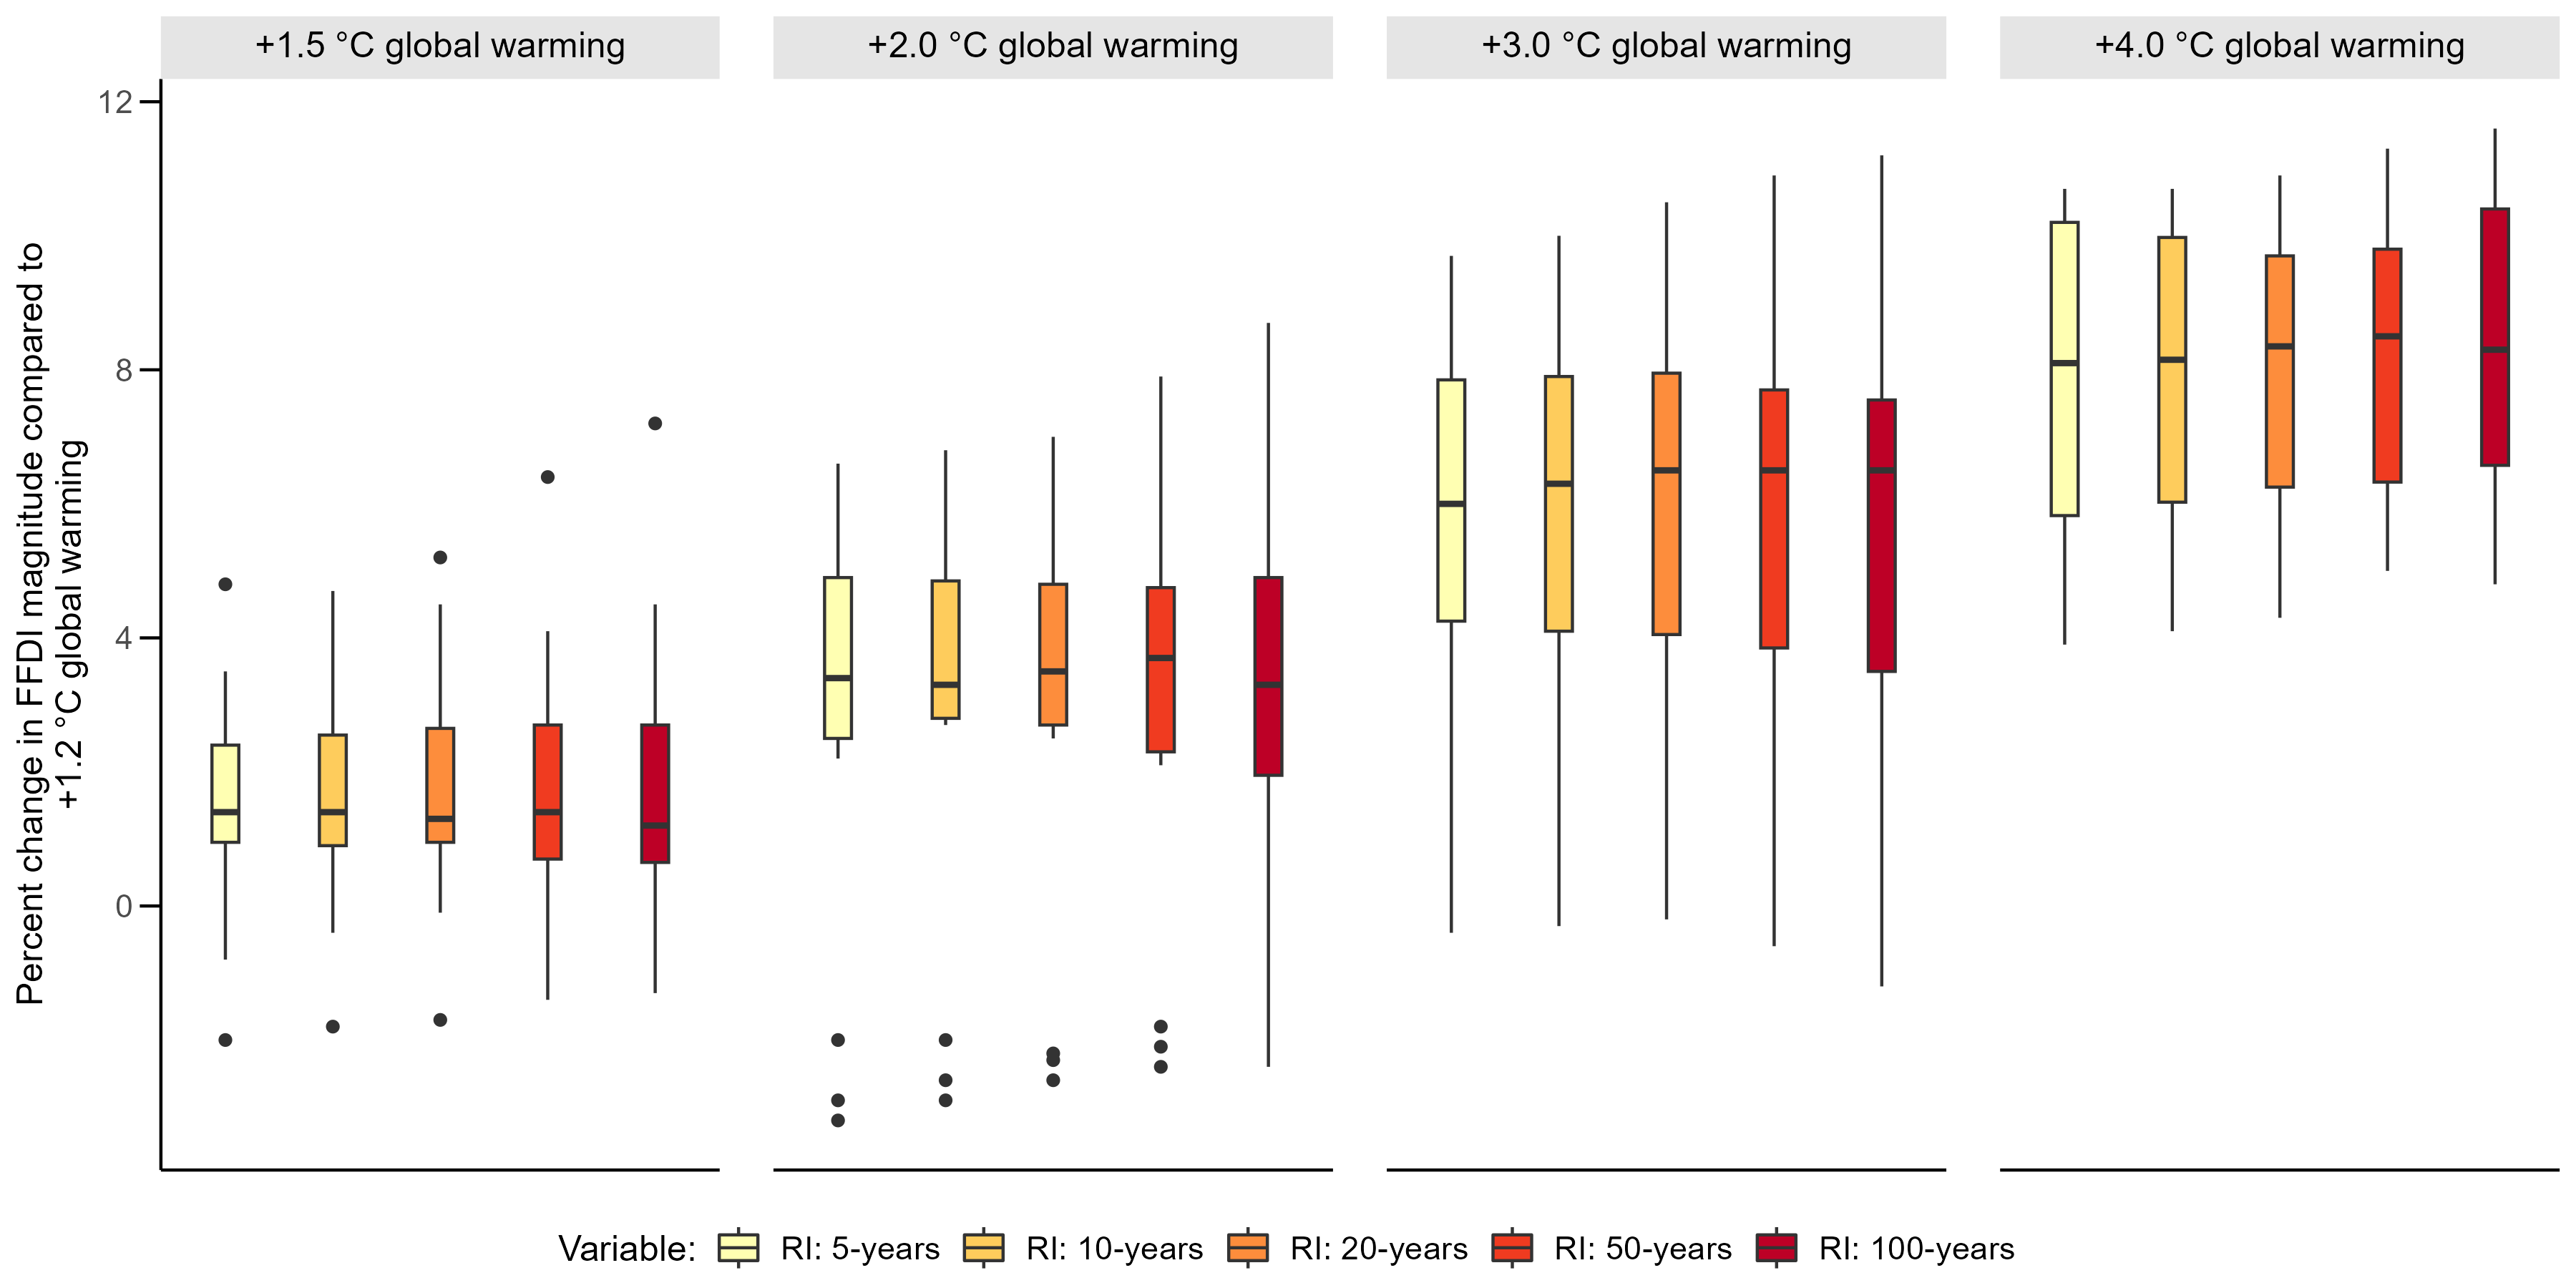 +1.5 °C global warming
+2.0 °C global warming
+3.0 °C global warming
+4.0 °C global warming
Percent change in FFDI magnitude compared to
+1.2 °C global warming
12
8
4
0
Variable: RI: 5-years RI: 10-years RI: 20-years RI: 50-years RI: 100-years